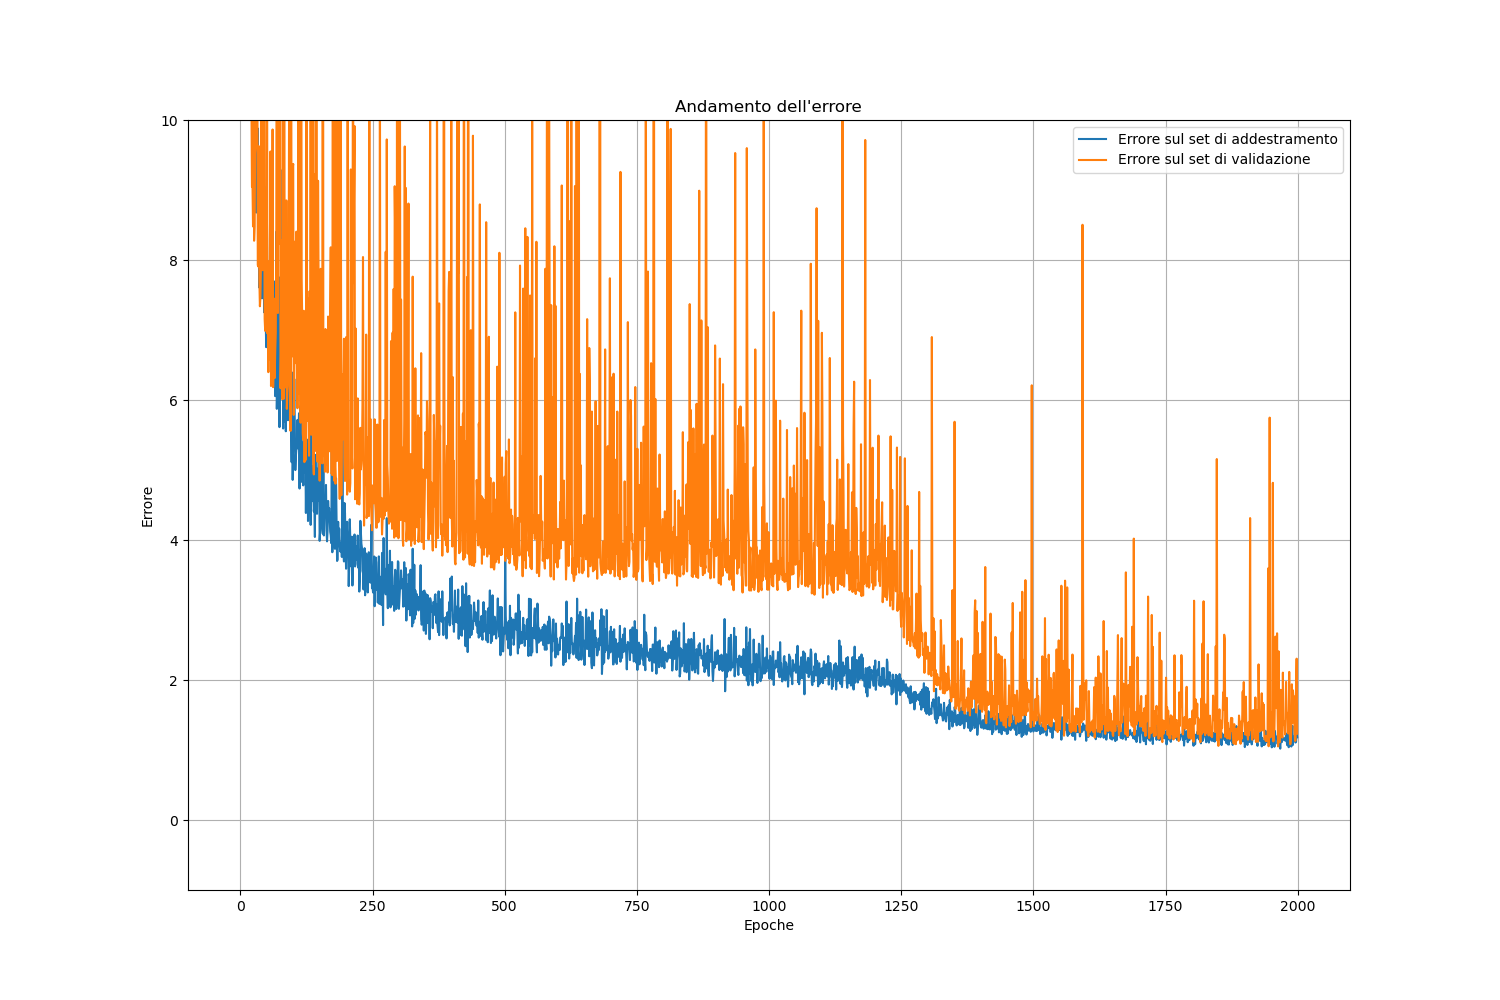 Andamento dell'errore
Errore sul set di addestramento
Errore sul set di validazione
10
8
6
4
2
0
Errore
0 250 500 750 1000 1250 1500 1750 2000
Epoche